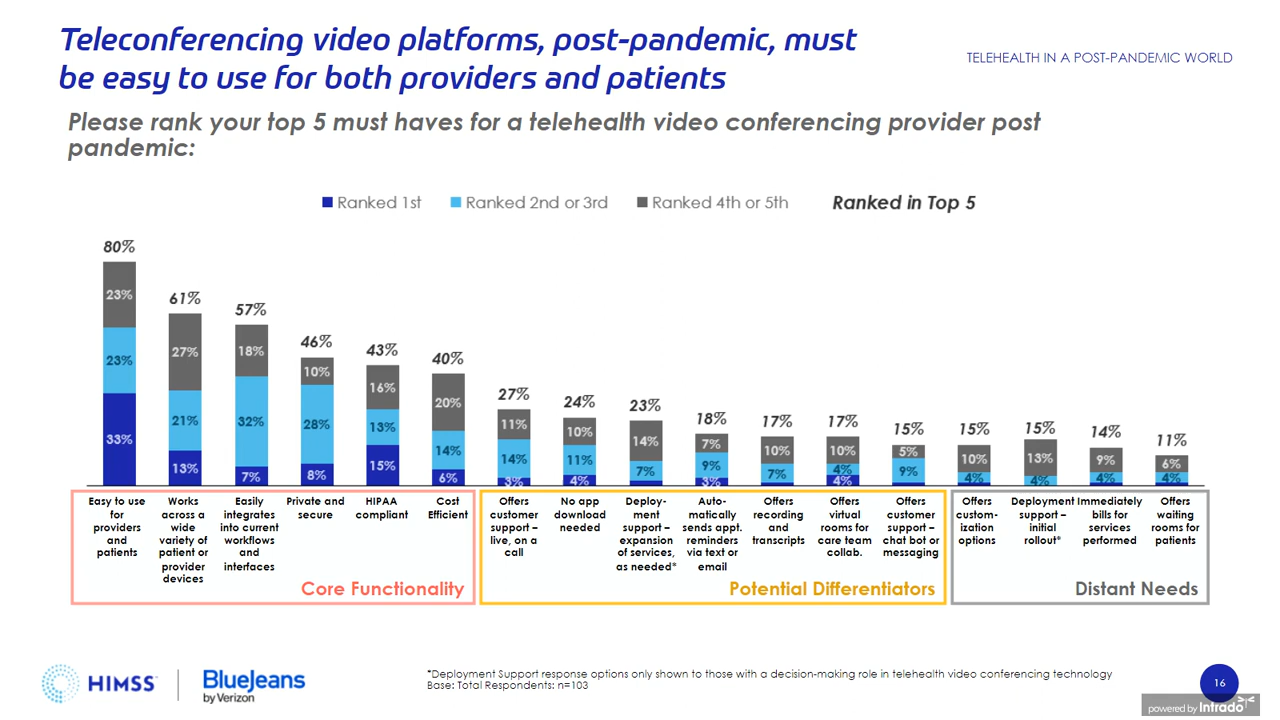 Teleconferencing video platforms, post-pandemic, must
be easy to use for both providers and patients
TELEHEALTH IN A POST-PANDEMIC WORLD
Please rank your top 5 must haves for a telehealth video conferencing provider post
pandemic:
Ranked 1st
Ranked 2nd or 3rd
Ranked 4th or 5th
Ranked in Top 5
80%
23%
23%
33%
61%
27%
21%
13%
57%
18%
32%
7%
46%
10%
28%
8%
43%
16%
13%
15%
40%
20%
14%
6%
27%
11%
14%
3%
24%
10%
11%
4%
23%
14%
7%
18%
7%
9%
3%
17%
10%
7%
17%
10%
4%
4%
15%
5%
9%
15%
10%
4%
15%
13%
4%
14%
9%
4%
11%
6%
4%
Easy to use
for
providers
and
patients
Works
across a
wide
variety of
patient or
provider
devices
Easily
integrates
into current
workflows
and
interfaces
Private and
secure
HIPAA
compliant
Cost
Efficient
Core Functionality
Offers
customer
support –
live, on a
call
No app
download
needed
Deploy-
ment
support –
expansion
of services,
as needed*
Auto-
matically
sends appt.
reminders
via text or
email
Offers
recording
and
transcripts
Offers
virtual
rooms for
care team
collab.
Offers
customer
support –
chat bot or
messaging
Potential Differentiators
Offers
custom-
ization
options
Deployment
support –
initial
rollout*
Immediately
bills for
services
performed
Offers
waiting
rooms for
patients
Distant Needs
HIMSS
BlueJeans
by Verizon
*Deployment Support response options only shown to those with a decision-making role in telehealth video conferencing technology
Base: Total Respondents: n=103
16
powered by Intrado